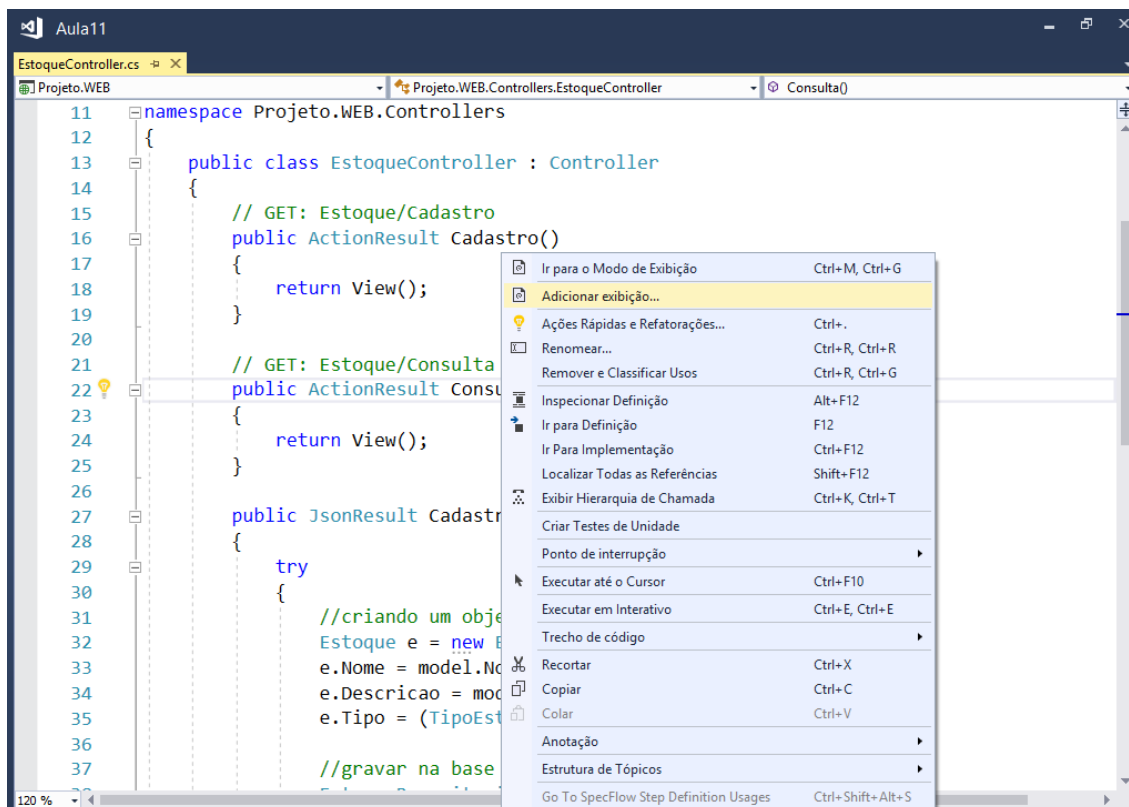 Aula11
EstoqueController.cs
Projeto.WEB Projeto.WEB.Controllers.EstoqueController Consulta()
11 namespace Projeto.WEB.Controllers
12 {
13 public class EstoqueController : Controller
14 {
15 // GET: Estoque/Cadastro
16 public ActionResult Cadastro()
17 {
18 return View();
19 }
20
21 // GET: Estoque/Consulta
22 public ActionResult Consu
23 {
24 return View();
25 }
26
27 public JsonResult Cadastr
28 {
29 try
30 {
31 //criando um obje
32 Estoque e = new E
33 e.Nome = model.No
34 e.Descricao = mod
35 e.Tipo = (TipoEst
36
37 //gravar na base
120 %
Ir para o Modo de Exibição Ctrl+M, Ctrl+G
Adicionar exibição...
Ações Rápidas e Refatorações... Ctrl+.
Renomear... Ctrl+R, Ctrl+R
Remover e Classificar Usos Ctrl+R, Ctrl+G
Inspecionar Definição Alt+F12
Ir para Definição F12
Ir Para Implementação Ctrl+F12
Localizar Todas as Referências Shift+F12
Exibir Hierarquia de Chamada Ctrl+K, Ctrl+T
Criar Testes de Unidade
Ponto de interrupção
Executar até o Cursor Ctrl+F10
Executar em Interativo Ctrl+E, Ctrl+E
Trecho de código
Recortar Ctrl+X
Copiar Ctrl+C
Colar Ctrl+V
Anotação
Estrutura de Tópicos
Go To SpecFlow Step Definition Usages Ctrl+Shift+Alt+S